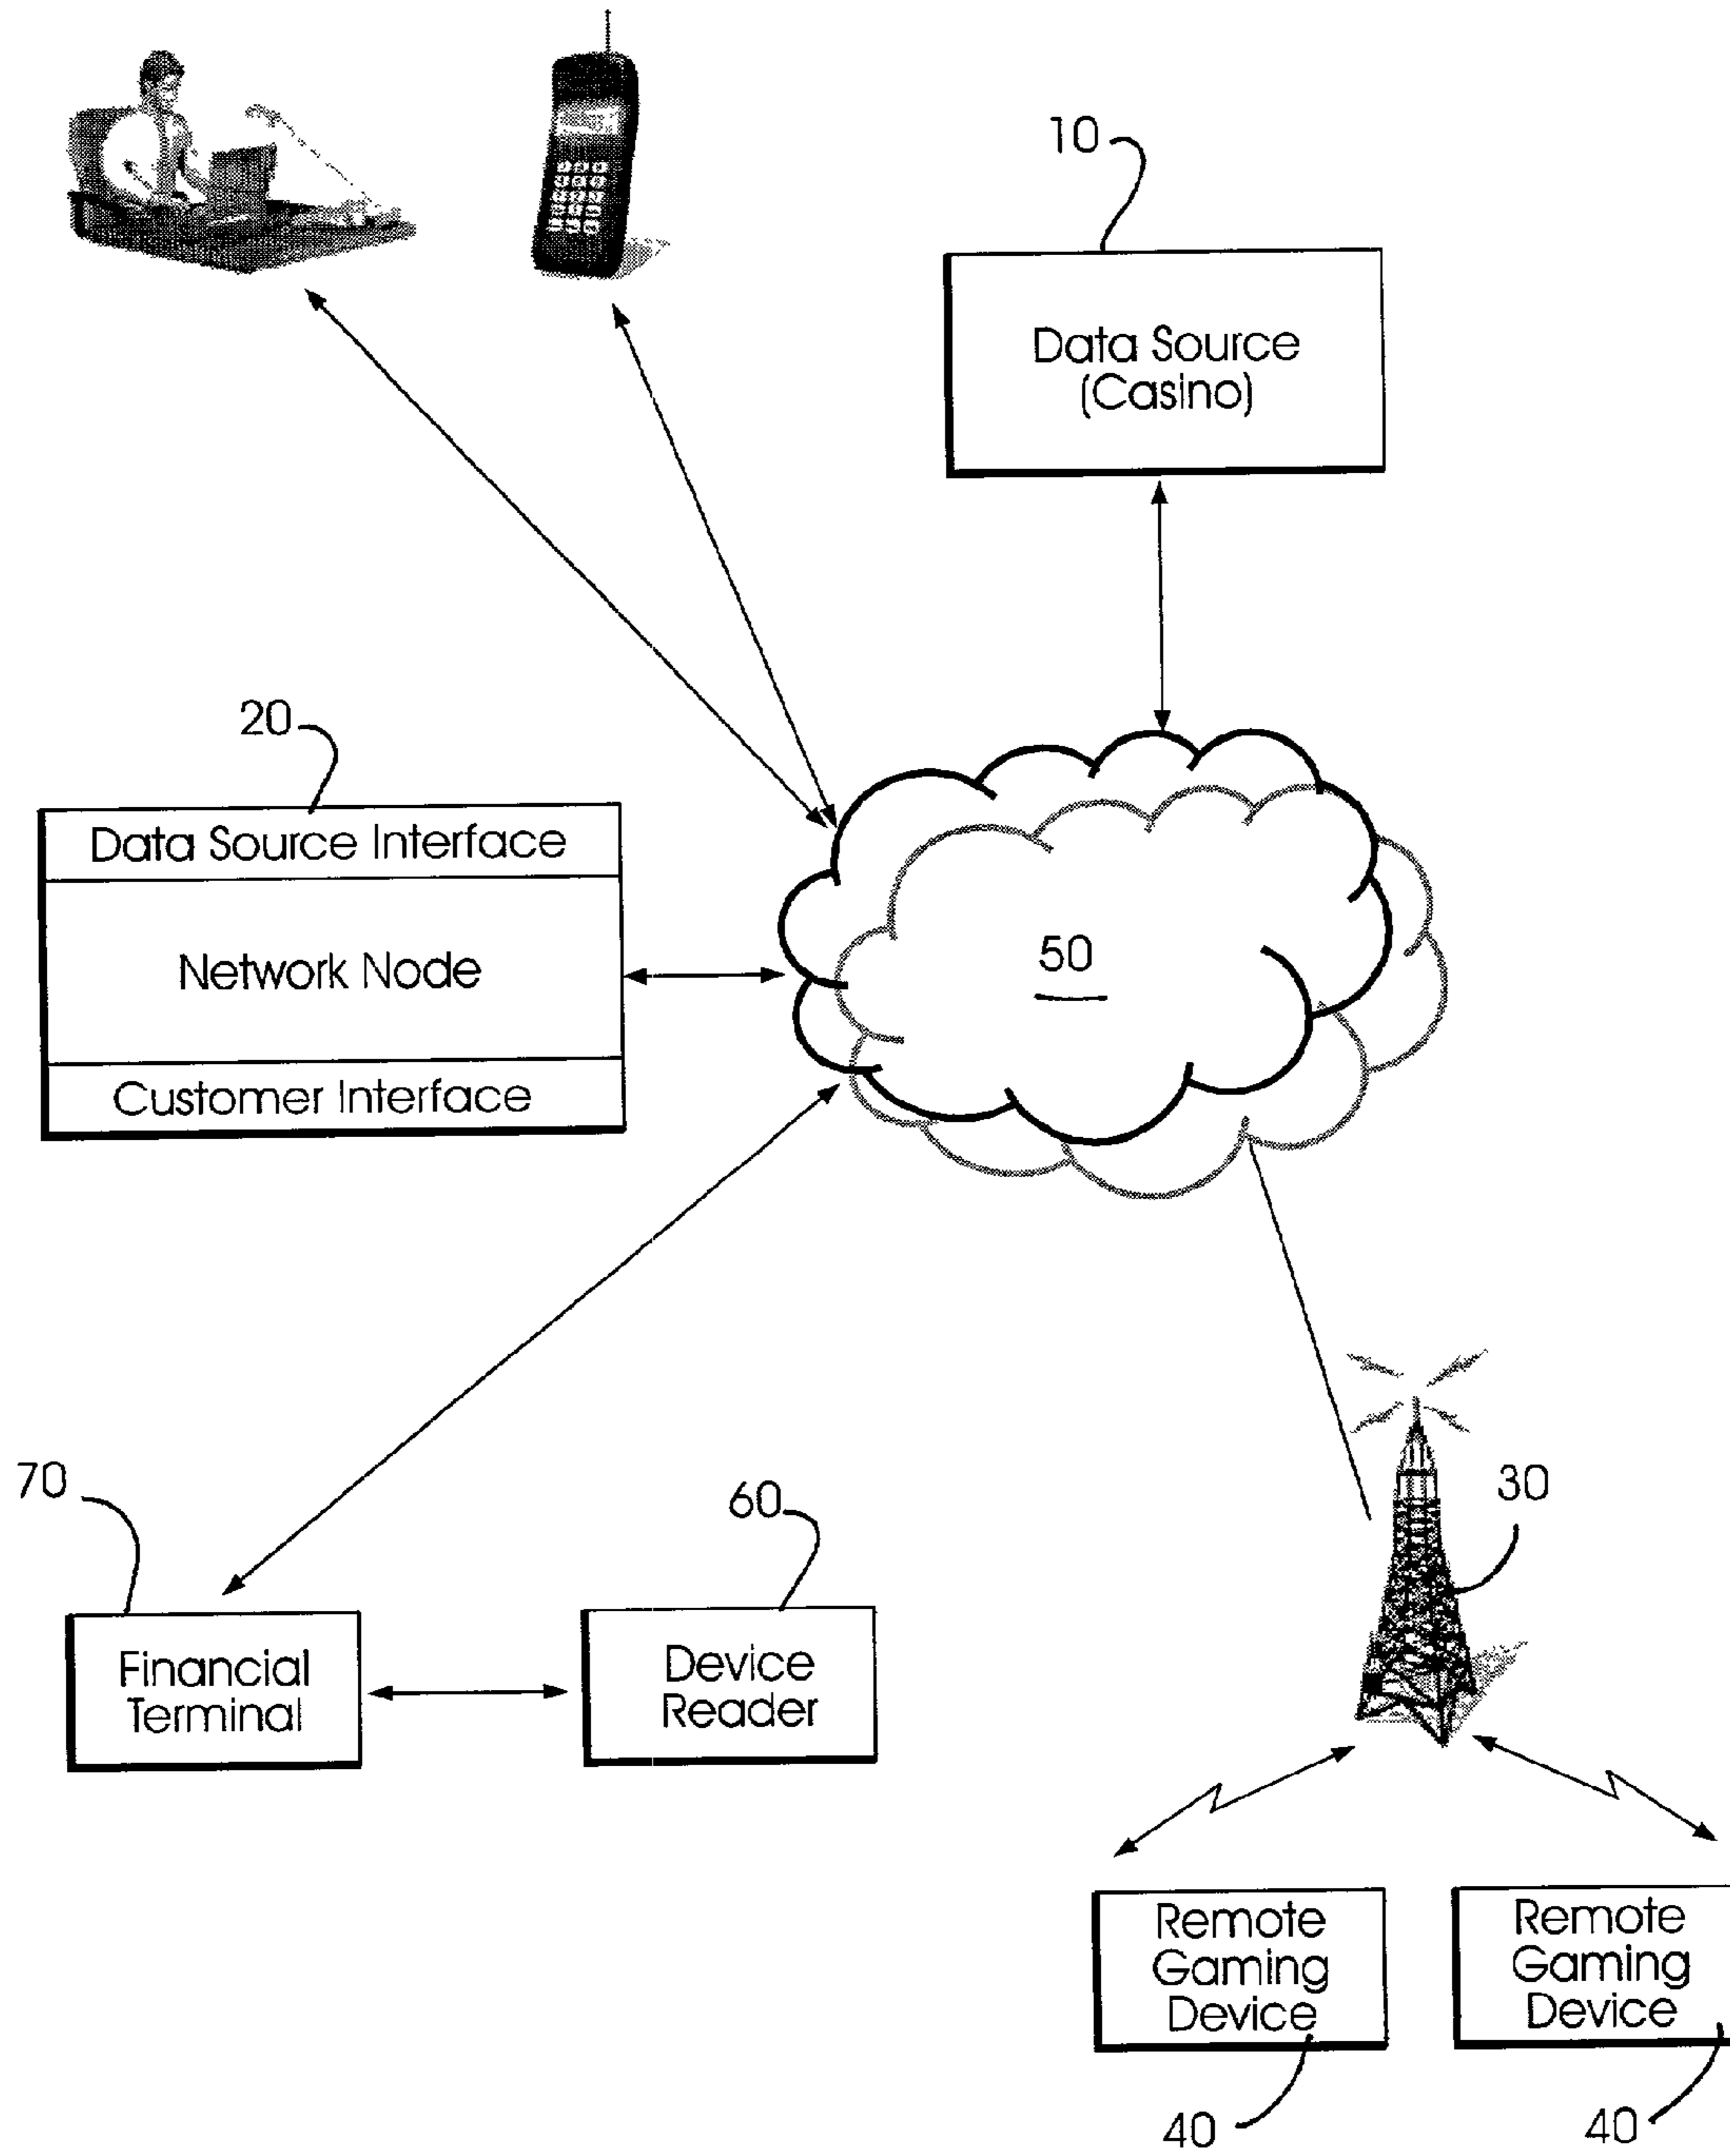 10
Data Source
(Casino)
20
Data Source Interface
Network Node
Customer Interface
50
70
Financial
Terminal
60
Device
Reader
30
Remote
Gaming
Device
40
Remote
Gaming
Device
40